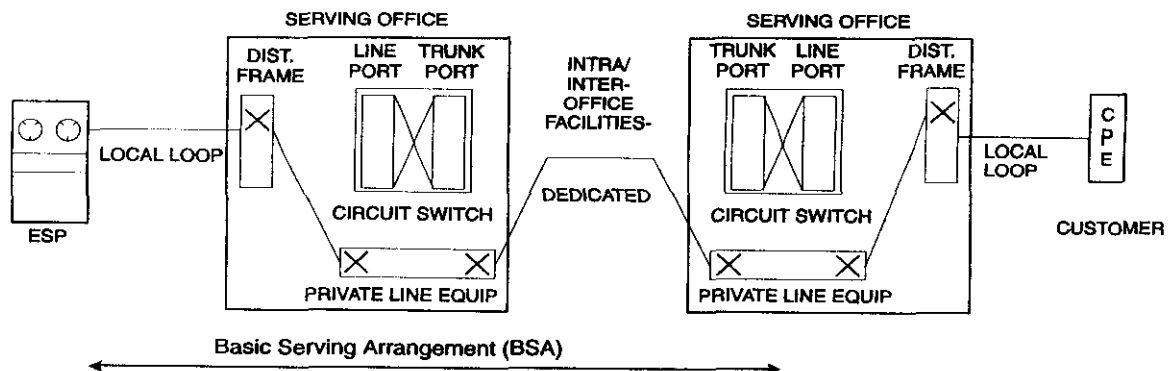 SERVING OFFICE
DIST.
FRAME
LINE
PORT
TRUNK
PORT
LOCAL LOOP
ESP
CIRCUIT SWITCH
PRIVATE LINE EQUIP
INTRA/
INTER-
OFFICE
FACILITIES-
DEDICATED
SERVING OFFICE
TRUNK
PORT
LINE
PORT
DIST.
FRAME
CIRCUIT SWITCH
PRIVATE LINE EQUIP
LOCAL
LOOP
CPE
CUSTOMER
Basic Serving Arrangement (BSA)